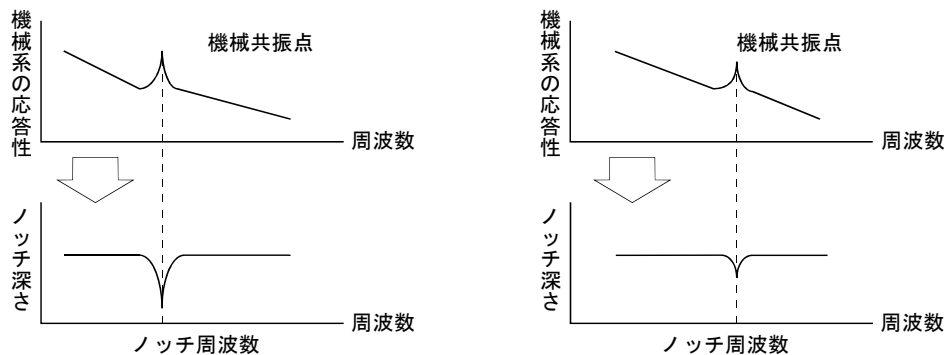 機械系の応答性
機械共振点
周波数
ノッチ深さ
周波数
ノッチ周波数
機械系の応答性
機械共振点
周波数
ノッチ深さ
周波数
ノッチ周波数